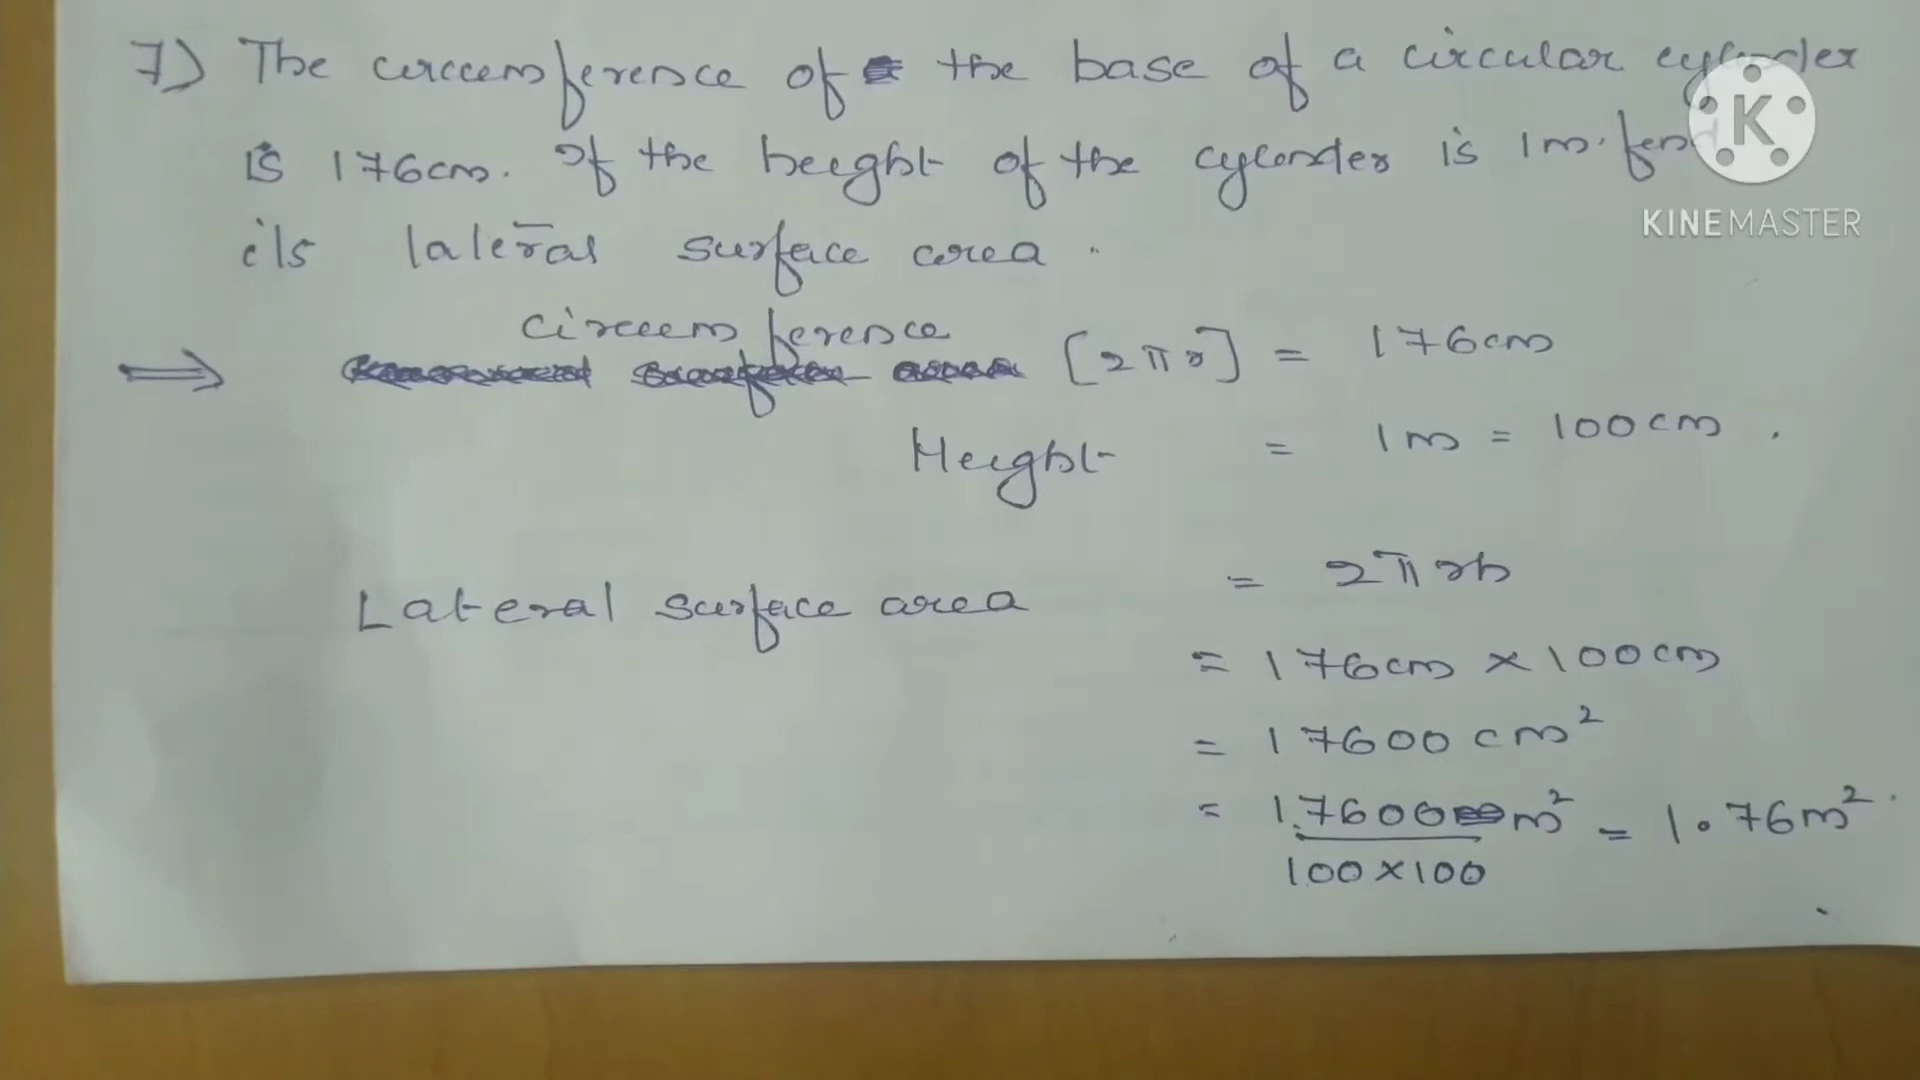 7) The circumference of the base of a circular cylinder
is 176cm. If the height of the cylinder is 1m. find
its lateral surface area.
circumference
⇒ [2πr] = 176cm
Height = 1m = 100cm.
Lateral surface area = 2πrh
= 176cm × 100cm
= 17600 cm²
= 17600 m² = 1.76m²
100×100
K
KINEMASTER